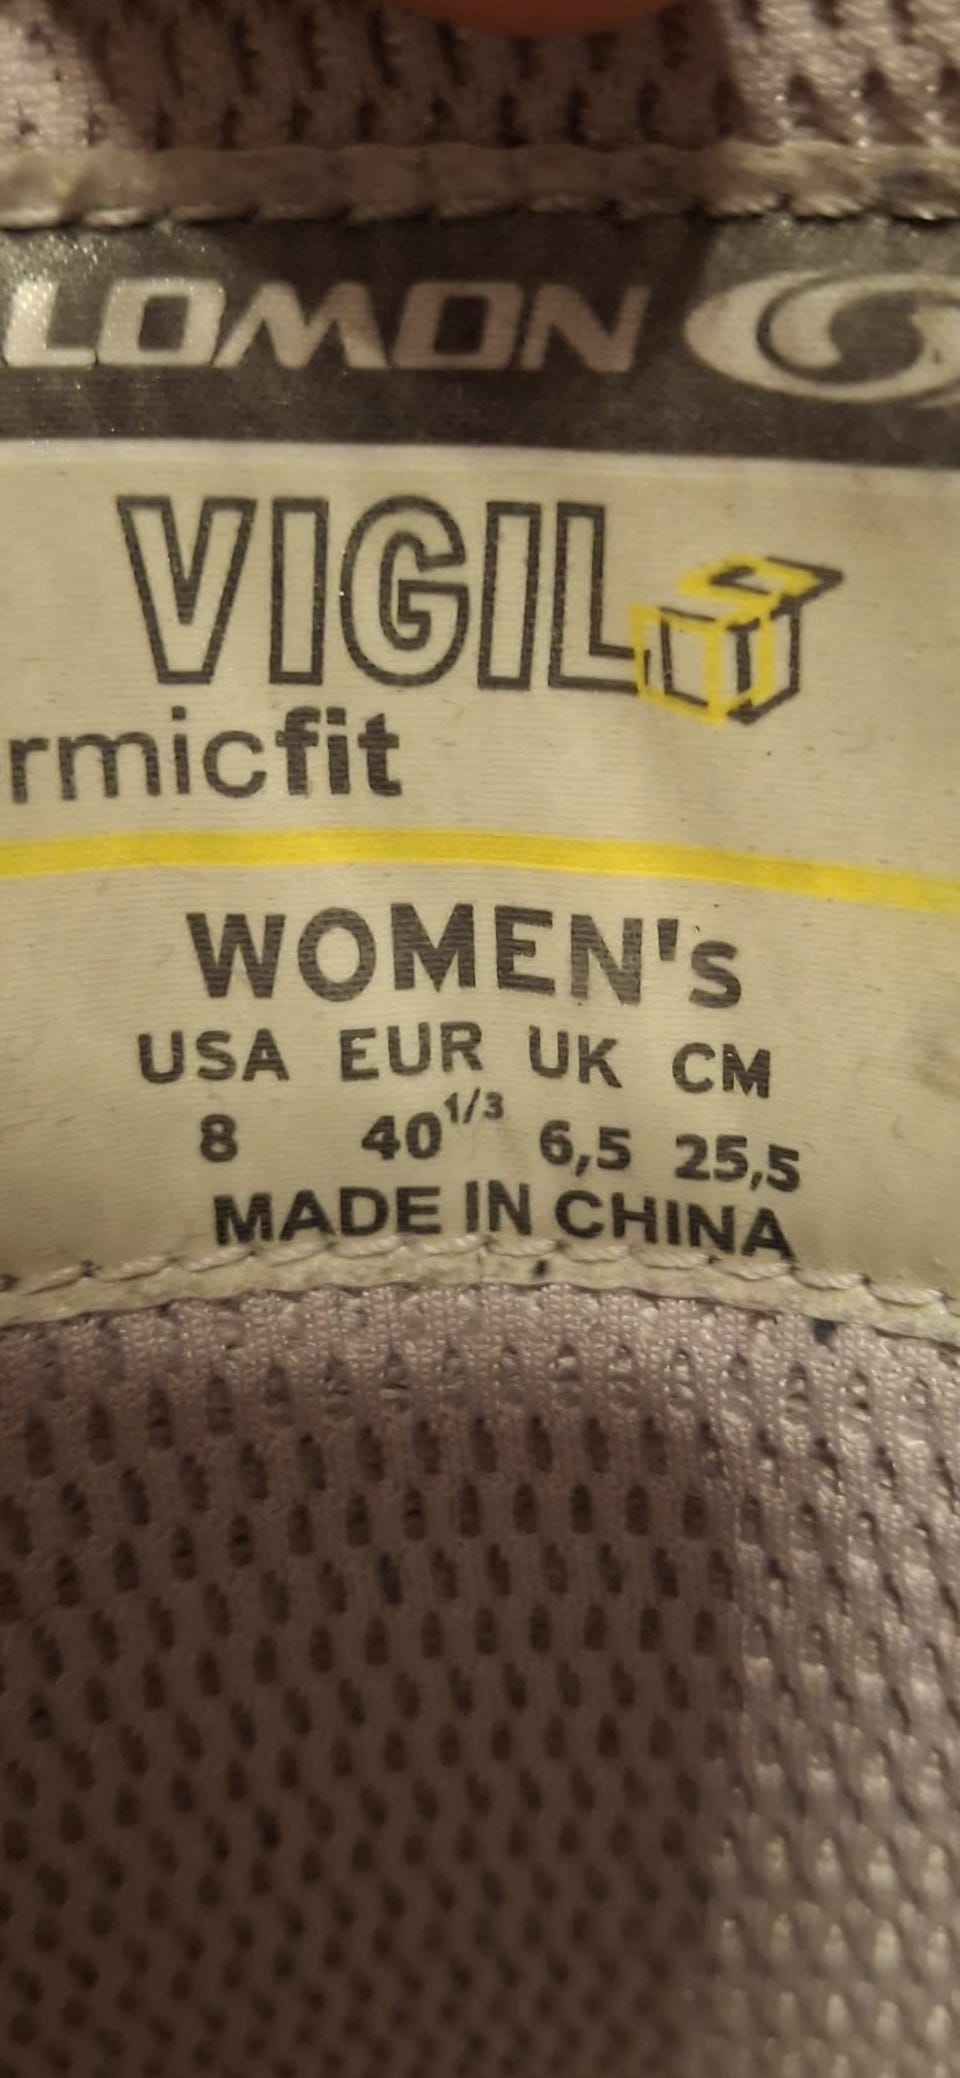 LOMON
VIGIL
rmicfit
WOMEN's
USA EUR UK CM
8 40 1/3 6,5 25,5
MADE IN CHINA